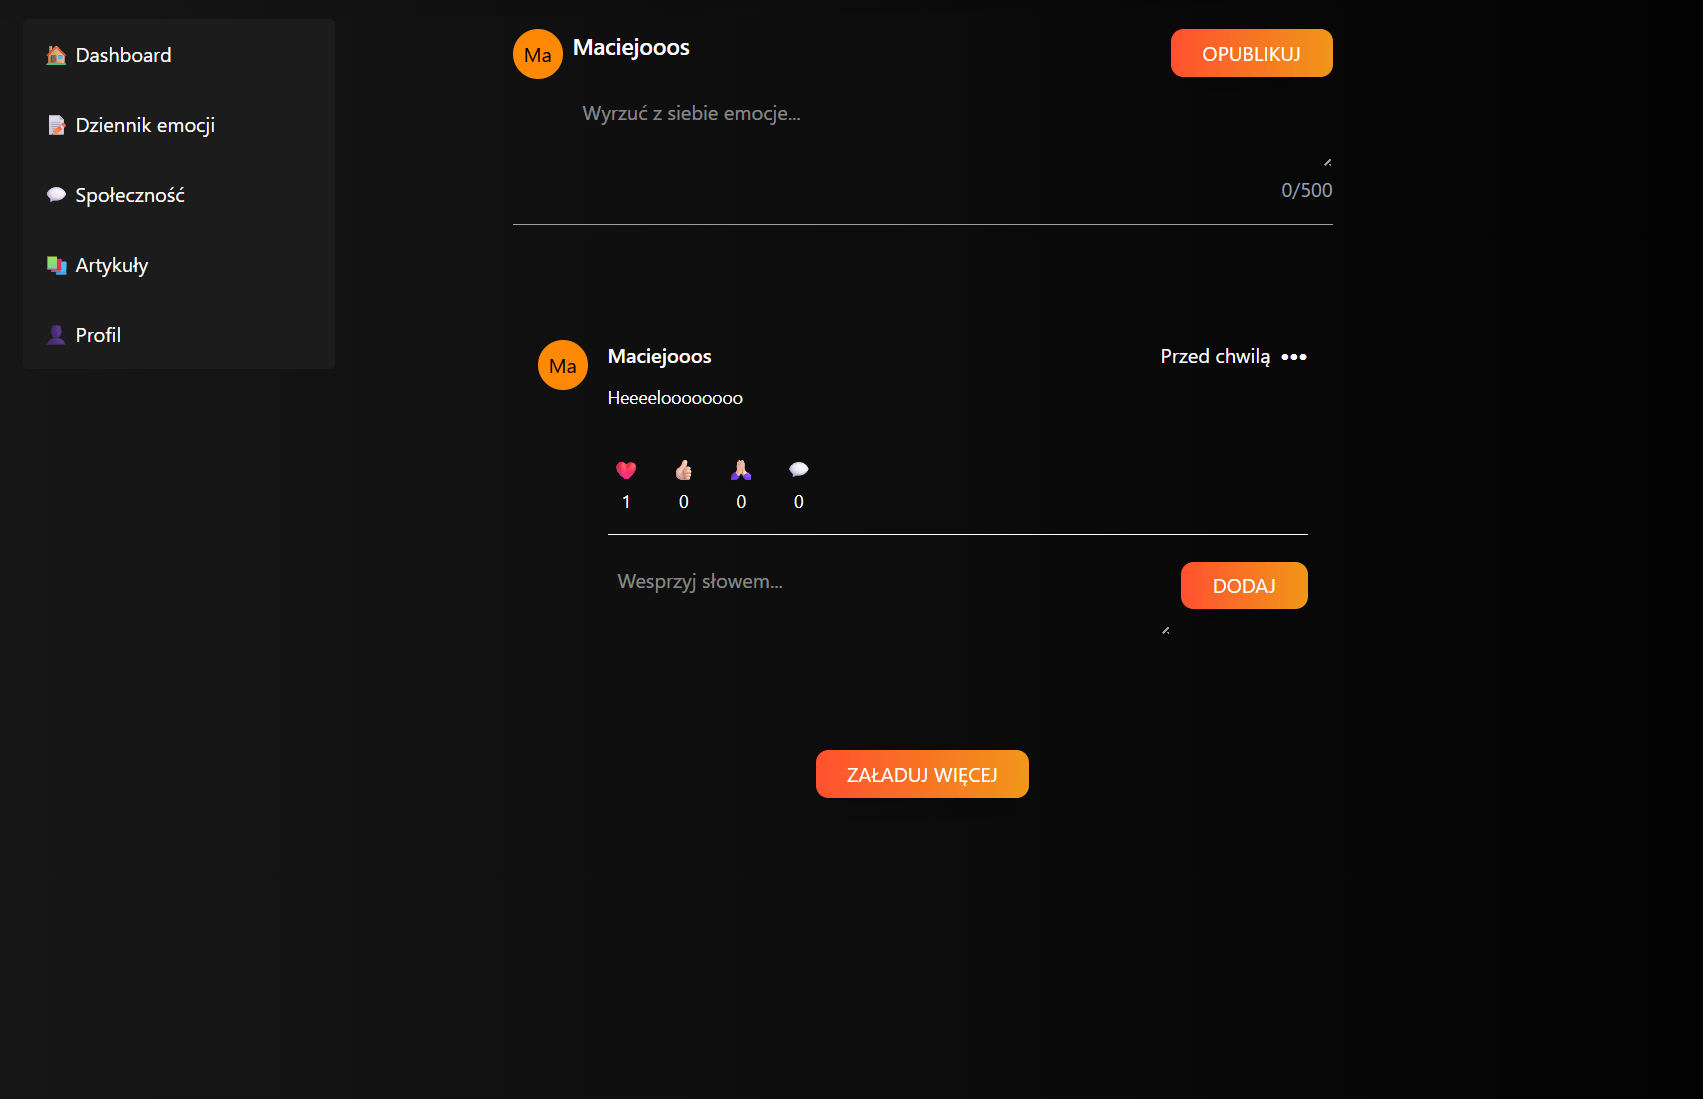 Dashboard
Dziennik emocji
Społeczność
Artykuły
Profil
Ma
Maciejooos
OPUBLIKUJ
Wyrzuć z siebie emocje...
0/500
Ma
Maciejooos
Przed chwilą •••
Heeeeloooooooo
1 0 0 0
Wesprzyj słowem...
DODAJ
ZAŁADUJ WIĘCEJ